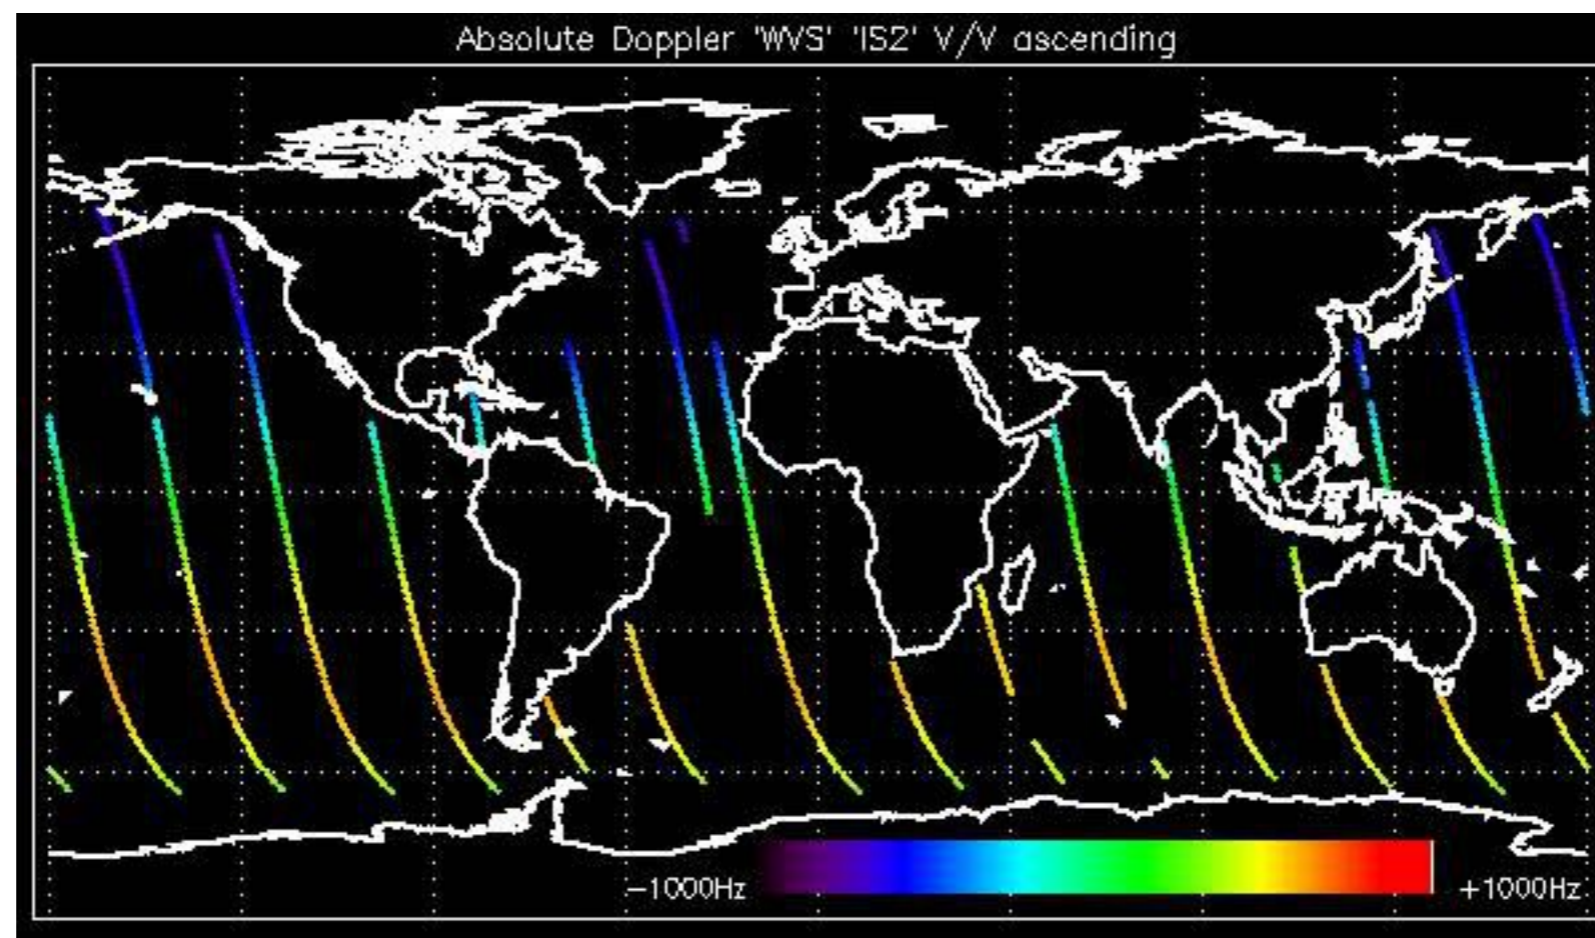 Absolute Doppler 'WVS' 'IS2' V/V ascending
−1000Hz +1000Hz